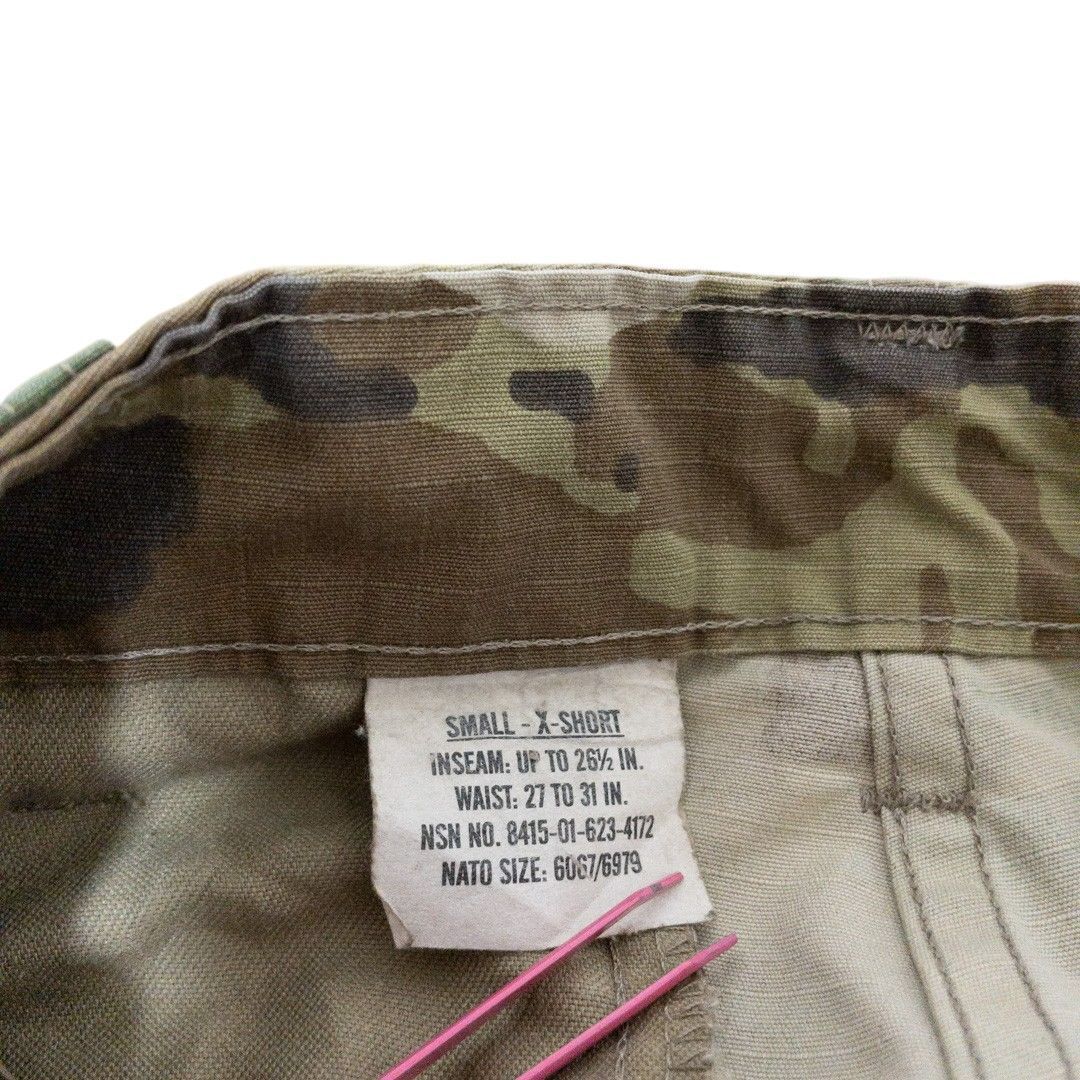 SMALL - X-SHORT
INSEAM: UP TO 26½ IN.
WAIST: 27 TO 31 IN.
NSN NO. 8415-01-623-4172
NATO SIZE: 6067/6979